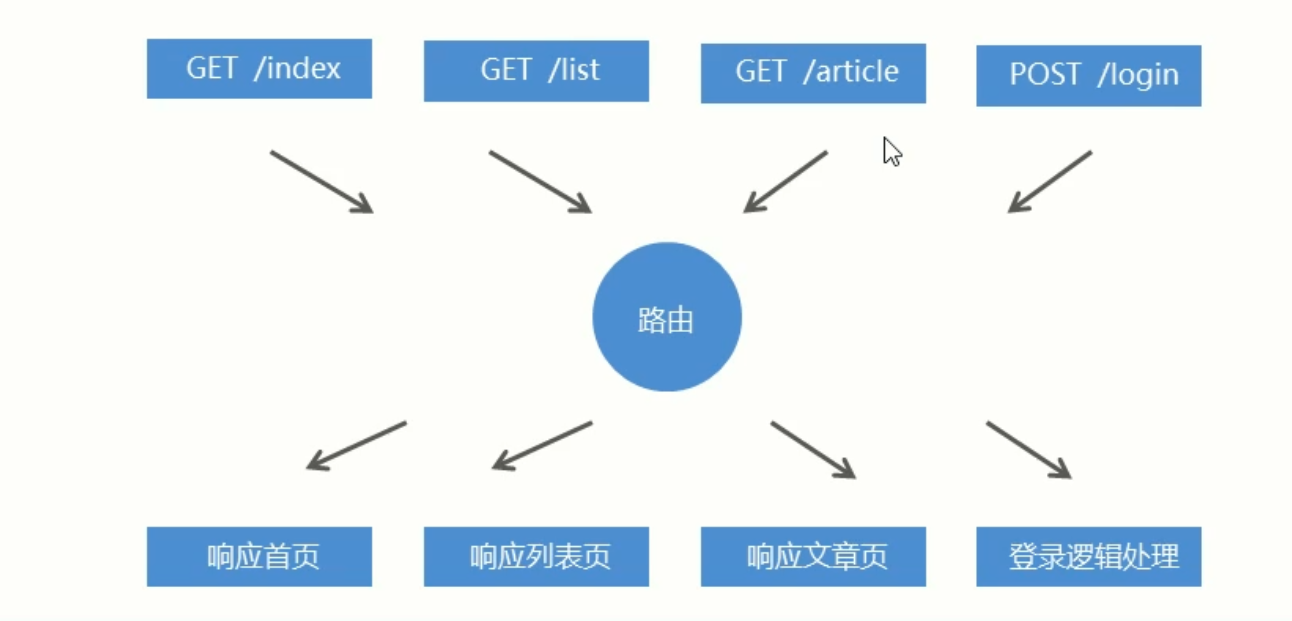 GET /index
GET /list
GET /article
POST /login
路由
响应首页
响应列表页
响应文章页
登录逻辑处理